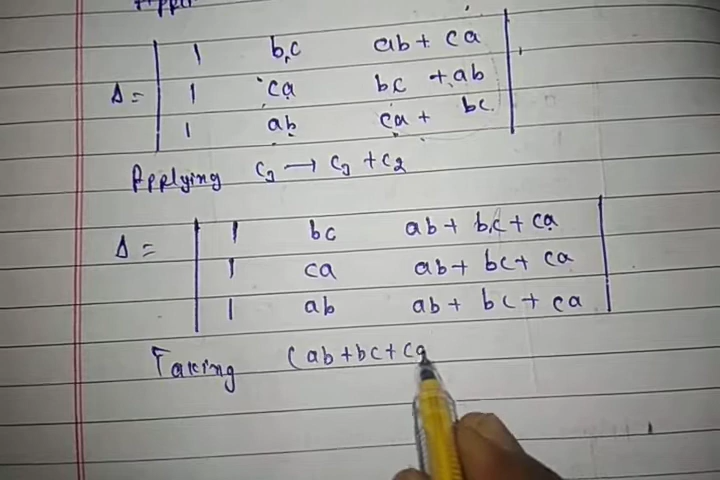 1 b,c ab + ca
Δ = 1 ca bc + ab
1 ab ca + bc
Applying C₃ → C₃ + C₂
1 bc ab + bc + ca
Δ = 1 ca ab + bc + ca
1 ab ab + bc + ca
Taking (ab + bc + ca